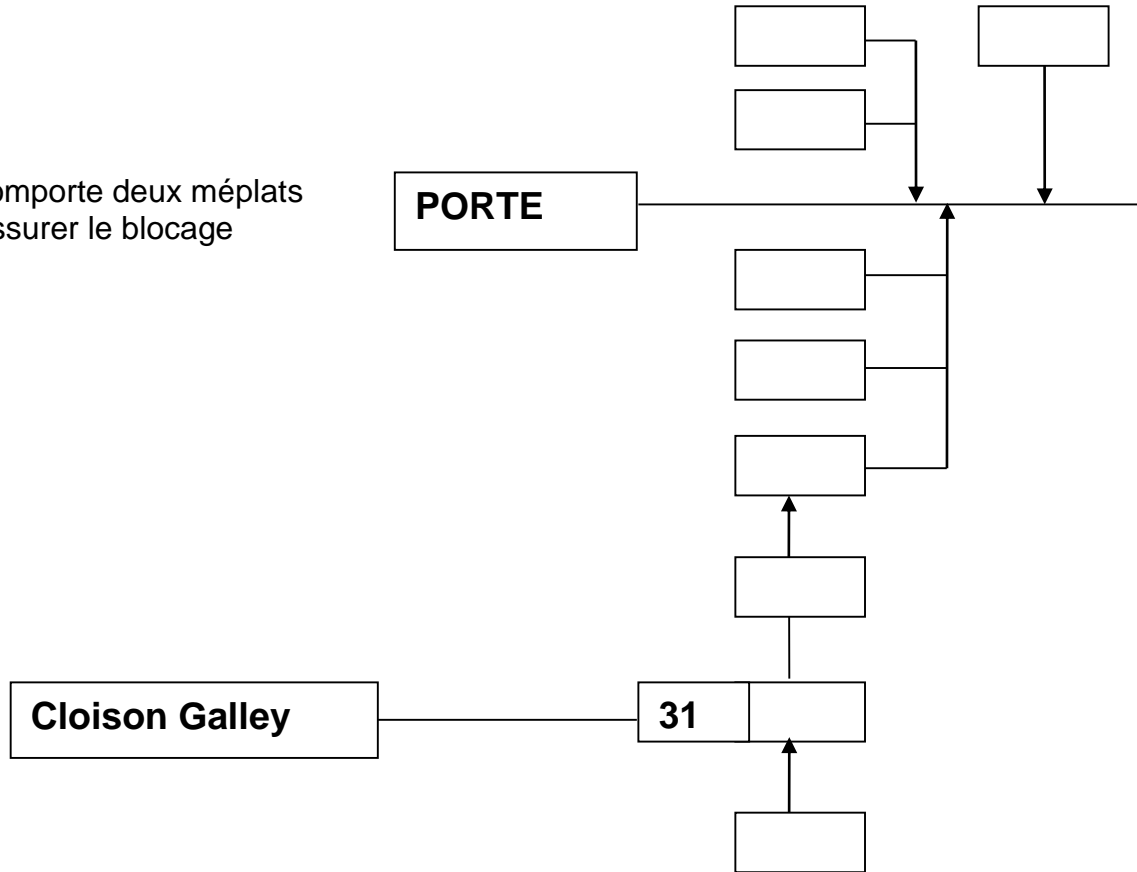 omporte deux méplats
ssurer le blocage
PORTE
Cloison Galley
31